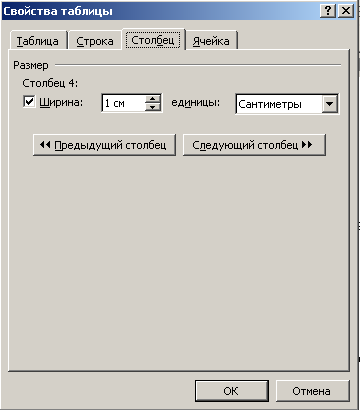 Свойства таблицы
Таблица Строка Столбец Ячейка
Размер
Столбец 4:
Ширина: 1 см единицы: Сантиметры
Предыдущий столбец Следующий столбец
OK Отмена